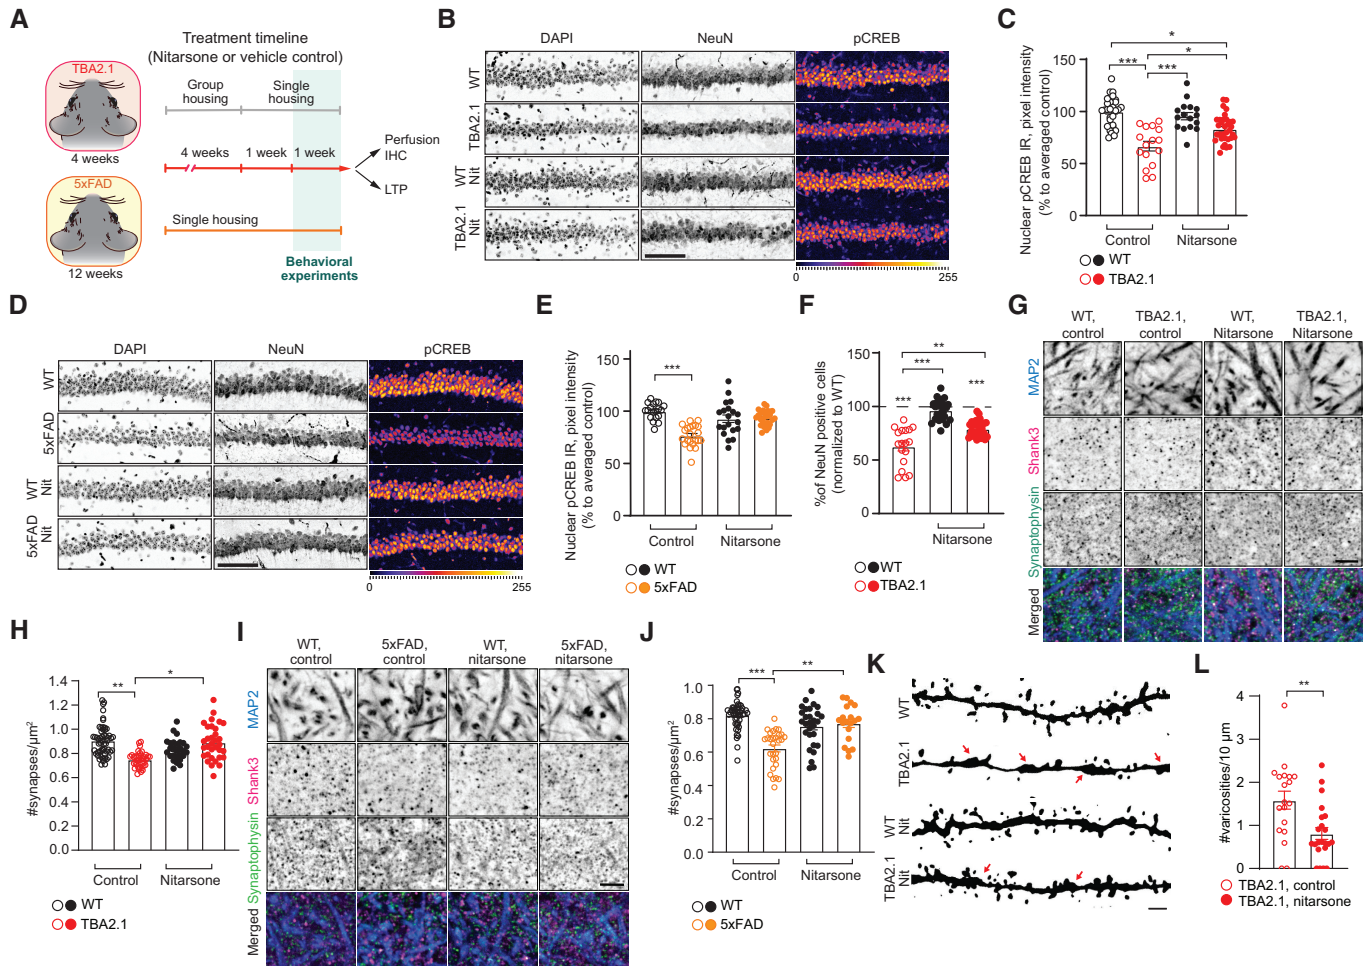 A
Treatment timeline
(Nitarsone or vehicle control)
TBA2.1
4 weeks
5xFAD
12 weeks
Group
housing
Single
housing
4 weeks
1 week
1 week
Perfusion
IHC
LTP
Single housing
Behavioral
experiments
B
DAPI
NeuN
pCREB
WT
TBA2.1
WT
Nit
TBA2.1
Nit
0
255
C
Nuclear pCREB IR, pixel intensity
(% to averaged control)
150
100
50
0
*
*
***
***
Control
Nitarsone
WT
TBA2.1
D
DAPI
NeuN
pCREB
WT
5xFAD
WT
Nit
5xFAD
Nit
0
255
E
Nuclear pCREB IR, pixel intensity
(% to averaged control)
150
100
50
0
***
Control
Nitarsone
WT
5xFAD
F
%of NeuN positive cells
(normalized to WT)
150
100
50
0
**
***
***
***
Nitarsone
WT
TBA2.1
G
WT,
control
TBA2.1,
control
WT,
Nitarsone
TBA2.1,
Nitarsone
MAP2
Shank3
Synaptophysin
Merged
H
#synapses/µm²
1.4
1.2
1.0
0.8
0.6
0.4
0.2
0.0
**
*
Control
Nitarsone
WT
TBA2.1
I
WT,
control
5xFAD,
control
WT,
nitarsone
5xFAD,
nitarsone
MAP2
Shank3
Synaptophysin
Merged
J
#synapses/µm²
1.0
0.8
0.6
0.4
0.2
0.0
***
**
Control
Nitarsone
WT
5xFAD
K
WT
TBA2.1
WT
Nit
TBA2.1
Nit
L
#varicosities/10 µm
4
3
2
1
0
**
TBA2.1, control
TBA2.1, nitarsone